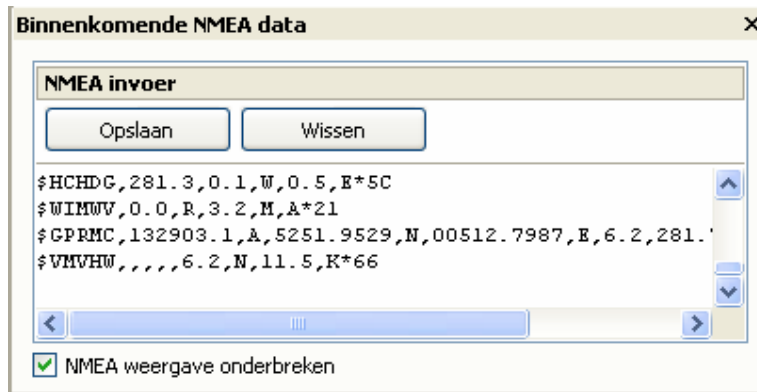 Binnenkomende NMEA data
NMEA invoer
Opslaan Wissen
$HCHDG,281.3,0.1,W,0.5,E*5C
$WIMWV,0.0,R,3.2,M,A*21
$GPRMC,132903.1,A,5251.9529,N,00512.7987,E,6.2,281.
$VMVHW,,,,,6.2,N,11.5,K*66
NMEA weergave onderbreken